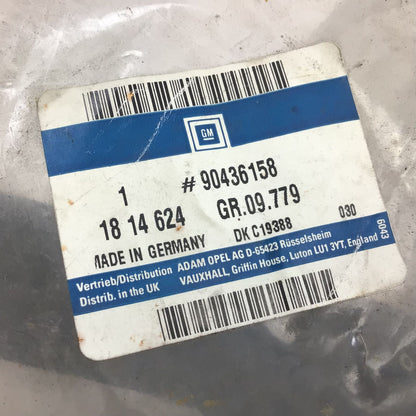 GM
1 # 90436158
18 14 624 GR.09.779
MADE IN GERMANY DK C19388 030
Vertrieb/Distribution ADAM OPEL AG D-65423 Rüsselsheim
Distrib. in the UK VAUXHALL, Griffin House, Luton LU1 3YT, England
6043